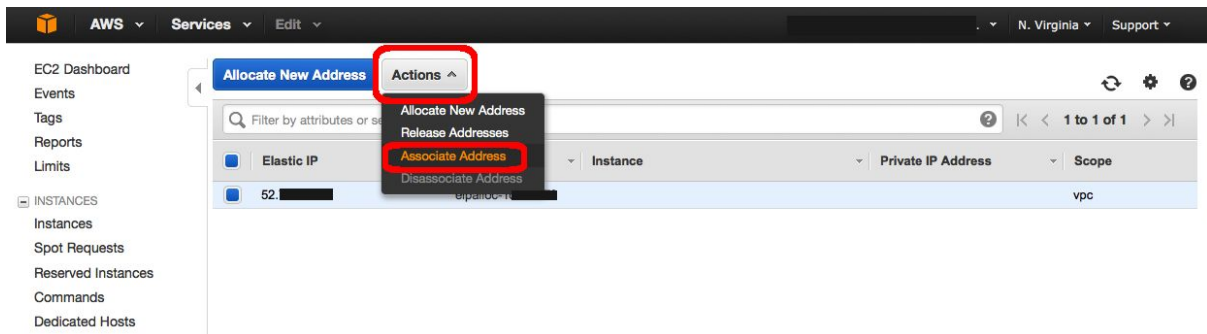 AWS Services Edit . N. Virginia Support
EC2 Dashboard
Events
Tags
Reports
Limits
INSTANCES
Instances
Spot Requests
Reserved Instances
Commands
Dedicated Hosts
Allocate New Address Actions
Allocate New Address
Release Addresses
Associate Address
Disassociate Address
Filter by attributes or se 1 to 1 of 1
Elastic IP Instance Private IP Address Scope
52. vpc